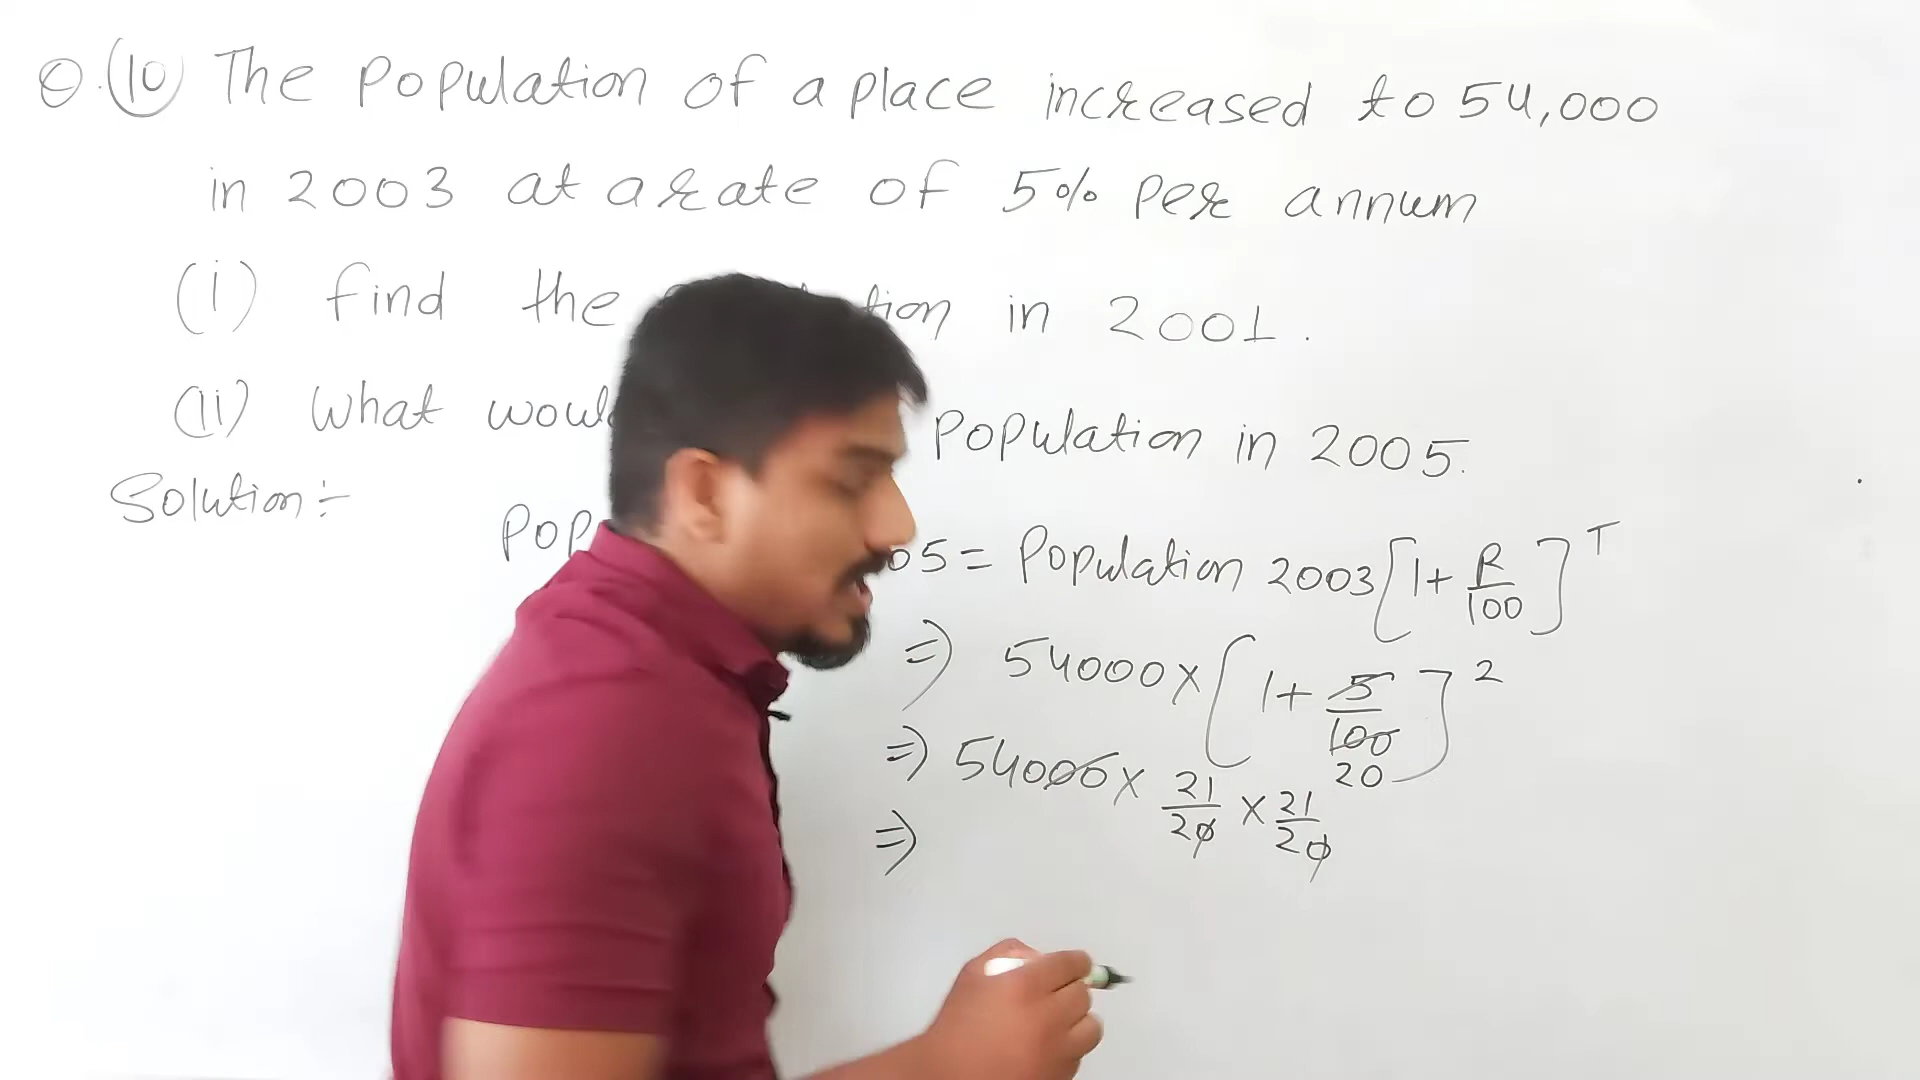 Q. (10) The Population of a place increased to 54,000
in 2003 at a rate of 5% per annum
(i) find the tion in 2001.
(ii) What would Population in 2005.
Solution :-
Pop 05 = Population 2003 [1 + R/100]^T
⇒ 54000 × [1 + 5/100]^2
20
⇒ 54000 × 21/20 × 21/20
⇒